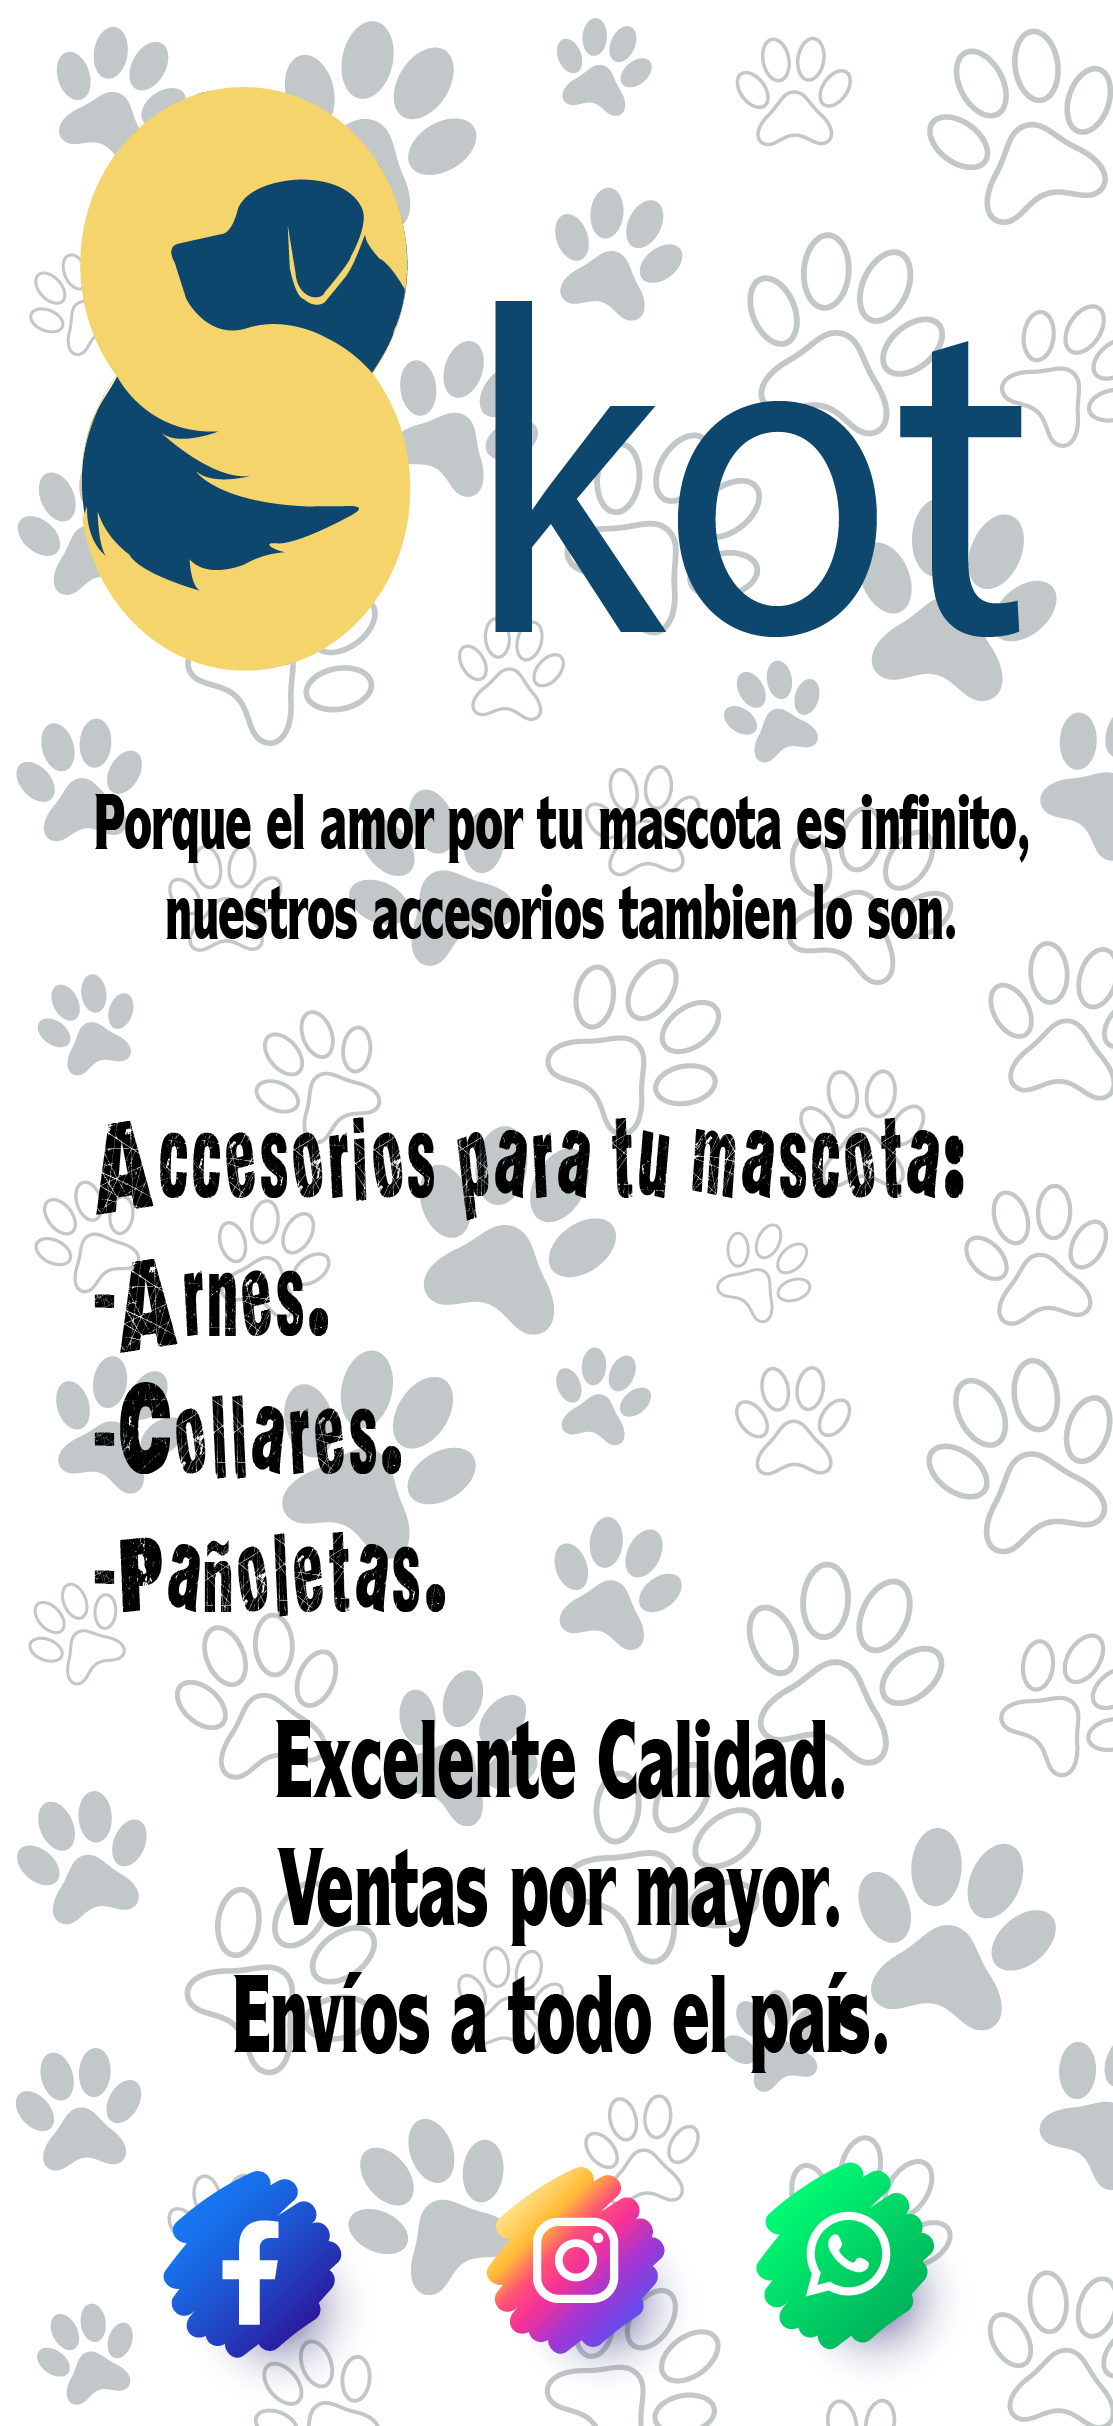 Skot
Porque el amor por tu mascota es infinito,
nuestros accesorios tambien lo son.
Accesorios para tu mascota:
-Arnes.
-Collares.
-Pañoletas.
Excelente Calidad.
Ventas por mayor.
Envíos a todo el país.